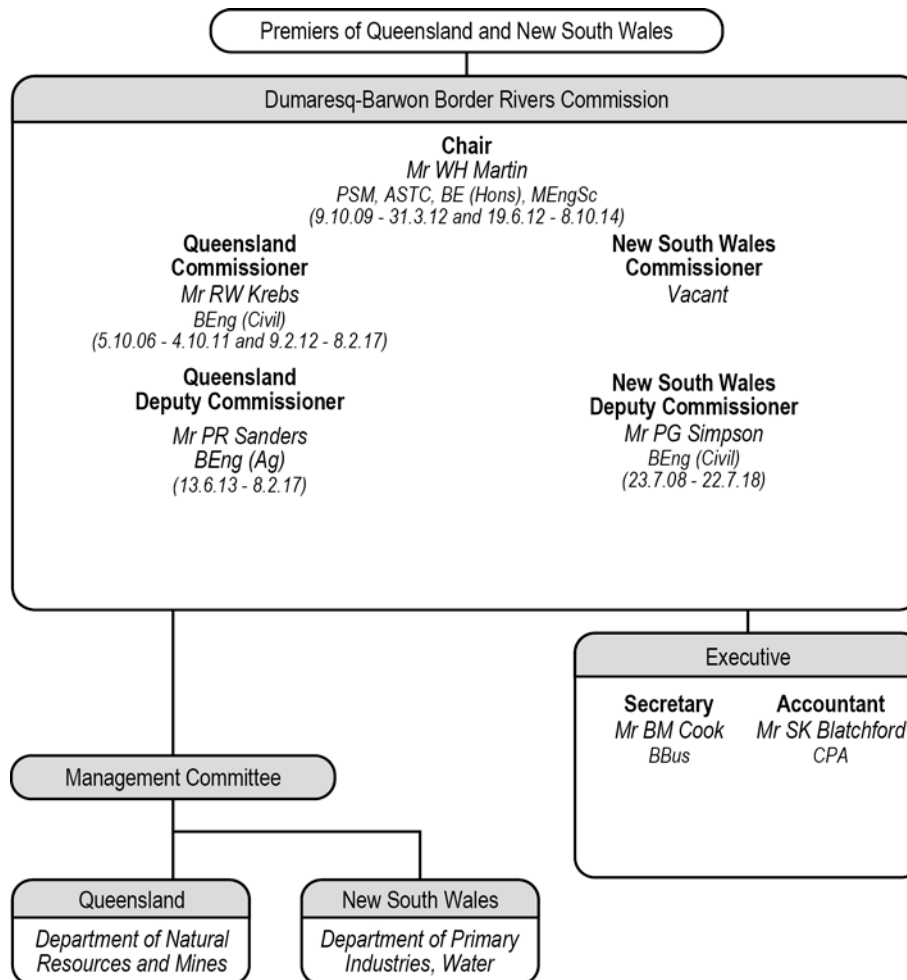 Premiers of Queensland and New South Wales
Dumaresq-Barwon Border Rivers Commission
Chair
Mr WH Martin
PSM, ASTC, BE (Hons), MEngSc
(9.10.09 - 31.3.12 and 19.6.12 - 8.10.14)
Queensland
Commissioner
Mr RW Krebs
BEng (Civil)
(5.10.06 - 4.10.11 and 9.2.12 - 8.2.17)
New South Wales
Commissioner
Vacant
Queensland
Deputy Commissioner
Mr PR Sanders
BEng (Ag)
(13.6.13 - 8.2.17)
New South Wales
Deputy Commissioner
Mr PG Simpson
BEng (Civil)
(23.7.08 - 22.7.18)
Executive
Secretary
Mr BM Cook
BBus
Accountant
Mr SK Blatchford
CPA
Management Committee
Queensland
Department of Natural
Resources and Mines
New South Wales
Department of Primary
Industries, Water